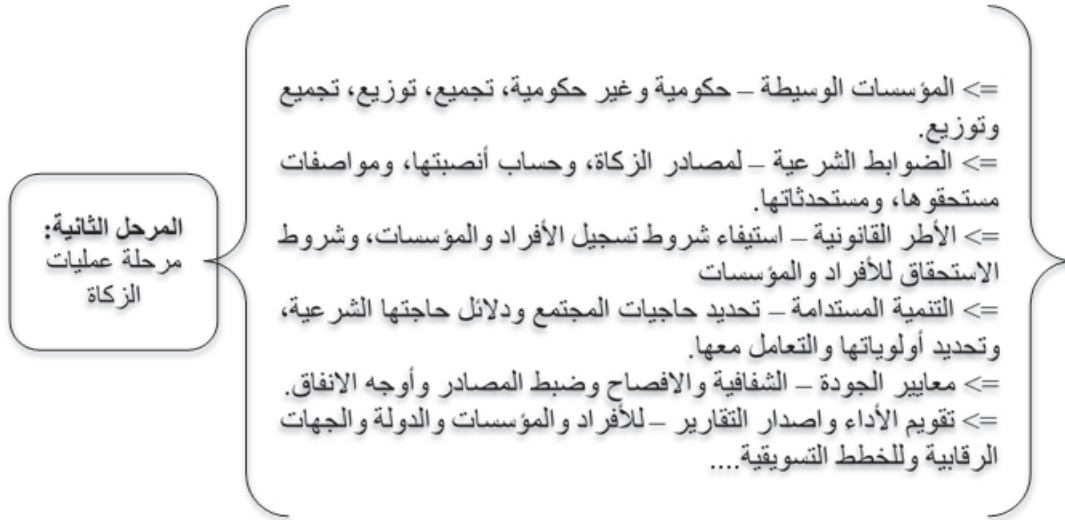 => المؤسسات الوسيطة – حكومية وغير حكومية، تجميع، توزيع، تجميع
وتوزيع.
=> الضوابط الشرعية – لمصادر الزكاة، وحساب أنصبتها، ومواصفات
مستحقوها، ومستحدثاتها.
=> الأطر القانونية – استيفاء شروط تسجيل الأفراد والمؤسسات، وشروط
الاستحقاق للأفراد والمؤسسات
=> التنمية المستدامة – تحديد حاجيات المجتمع ودلائل حاجتها الشرعية،
وتحديد أولوياتها والتعامل معها.
=> معايير الجودة – الشفافية والافصاح وضبط المصادر وأوجه الانفاق.
=> تقويم الأداء واصدار التقارير – للأفراد والمؤسسات والدولة والجهات
الرقابية وللخطط التسويقية....
المرحل الثانية:
مرحلة عمليات
الزكاة